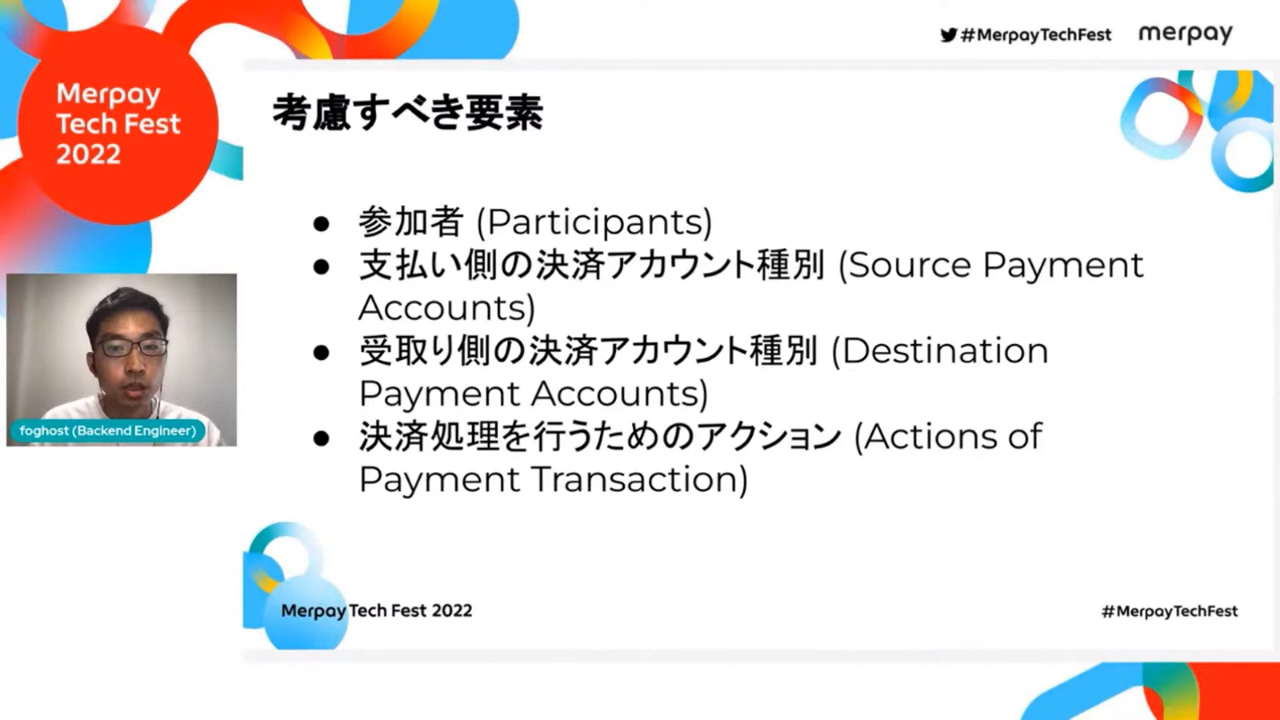 #MerpayTechFest merpay
Merpay
Tech Fest
2022
考慮すべき要素
● 参加者 (Participants)
● 支払い側の決済アカウント種別 (Source Payment
Accounts)
● 受取り側の決済アカウント種別 (Destination
Payment Accounts)
● 決済処理を行うためのアクション (Actions of
Payment Transaction)
foghost (Backend Engineer)
Merpay Tech Fest 2022
#MerpayTechFest